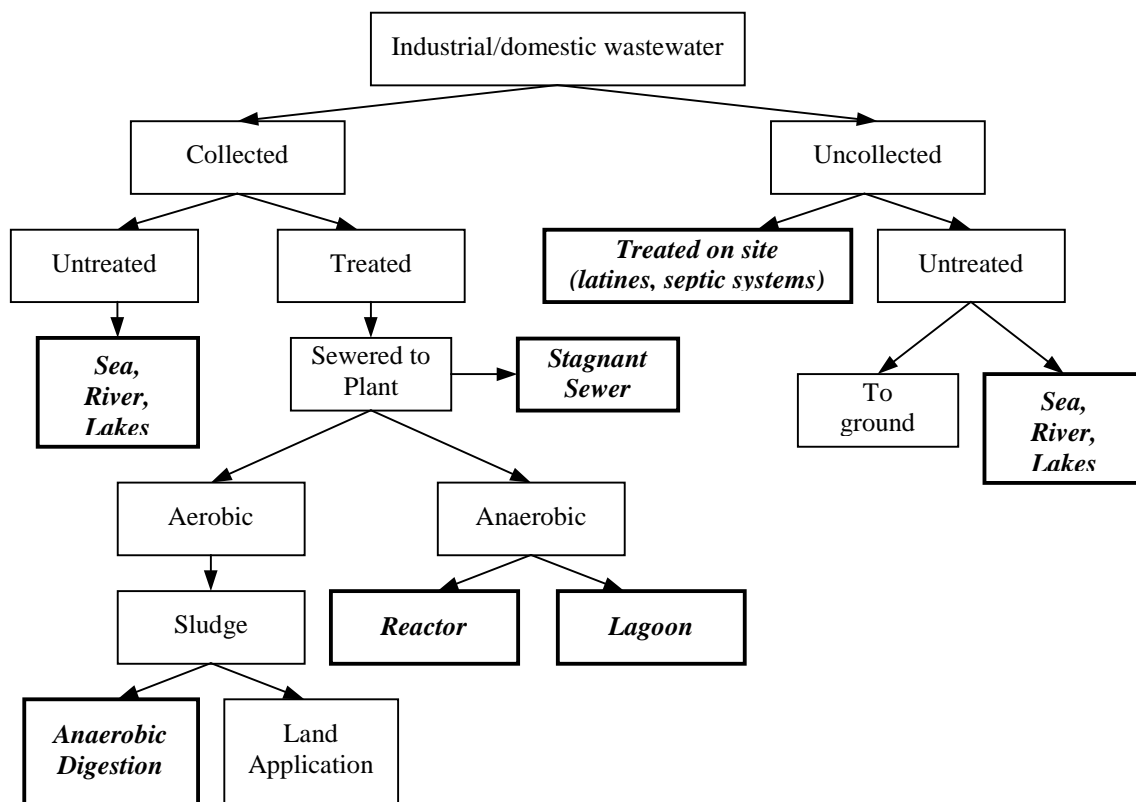 Industrial/domestic wastewater
Collected
Uncollected
Untreated
Treated
Treated on site
(latines, septic systems)
Untreated
Sea,
River,
Lakes
Sewered to
Plant
Stagnant
Sewer
To
ground
Sea,
River,
Lakes
Aerobic
Anaerobic
Sludge
Reactor
Lagoon
Anaerobic
Digestion
Land
Application